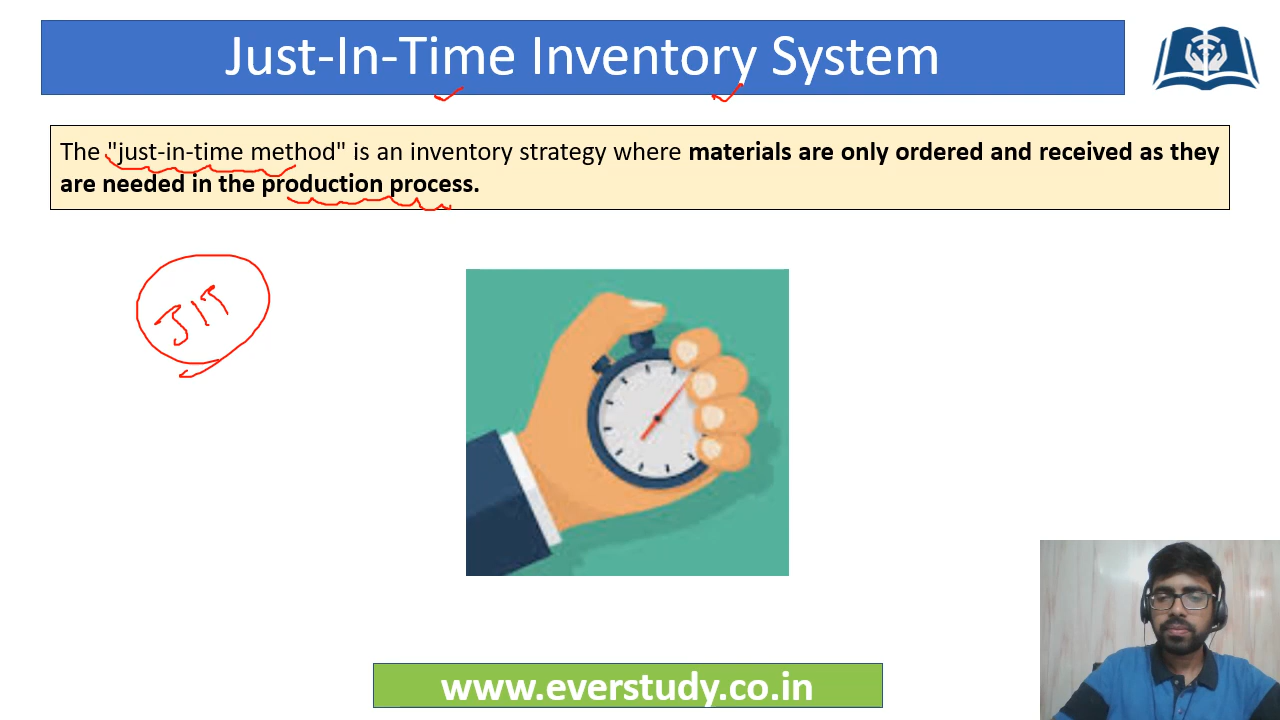 Just-In-Time Inventory System
The "just-in-time method" is an inventory strategy where materials are only ordered and received as they
are needed in the production process.
JIT
www.everstudy.co.in